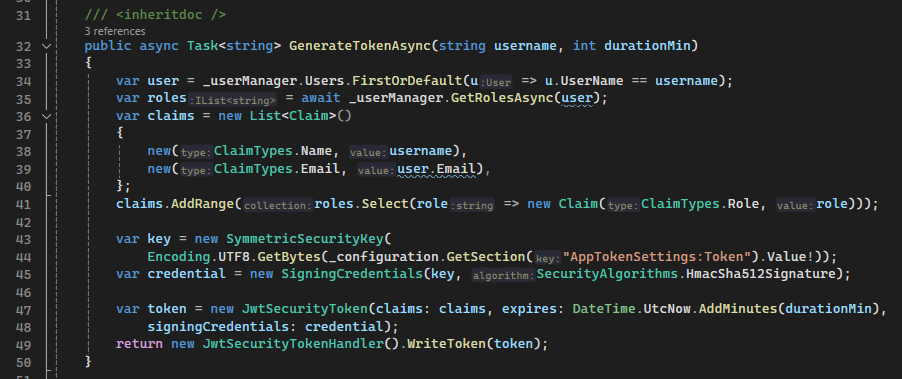 31 /// <inheritdoc />
3 references
32 public async Task<string> GenerateTokenAsync(string username, int durationMin)
33 {
34 var user = _userManager.Users.FirstOrDefault(u:User => u.UserName == username);
35 var roles:IList<string> = await _userManager.GetRolesAsync(user);
36 var claims = new List<Claim>()
37 {
38 new(type:ClaimTypes.Name, value:username),
39 new(type:ClaimTypes.Email, value:user.Email),
40 };
41 claims.AddRange(collection:roles.Select(role:string => new Claim(type:ClaimTypes.Role, value:role)));
42
43 var key = new SymmetricSecurityKey(
44 Encoding.UTF8.GetBytes(_configuration.GetSection(key:"AppTokenSettings:Token").Value!));
45 var credential = new SigningCredentials(key, algorithm:SecurityAlgorithms.HmacSha512Signature);
46
47 var token = new JwtSecurityToken(claims: claims, expires: DateTime.UtcNow.AddMinutes(durationMin),
48 signingCredentials: credential);
49 return new JwtSecurityTokenHandler().WriteToken(token);
50 }